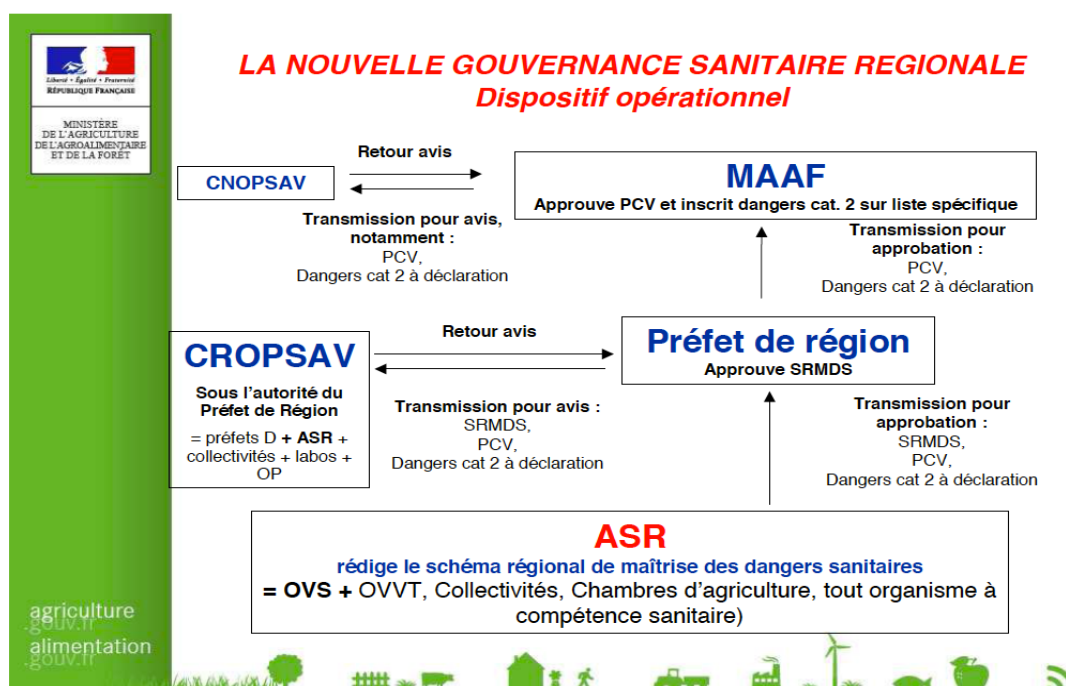 Liberté • Égalité • Fraternité
RÉPUBLIQUE FRANÇAISE
MINISTÈRE
DE L'AGRICULTURE
DE L'AGROALIMENTAIRE
ET DE LA FORÊT
LA NOUVELLE GOUVERNANCE SANITAIRE REGIONALE
Dispositif opérationnel
CNOPSAV
Retour avis
Transmission pour avis,
notamment :
PCV,
Dangers cat 2 à déclaration
MAAF
Approuve PCV et inscrit dangers cat. 2 sur liste spécifique
Transmission pour
approbation :
PCV,
Dangers cat 2 à déclaration
CROPSAV
Sous l'autorité du
Préfet de Région
= préfets D + ASR +
collectivités + labos +
OP
Retour avis
Transmission pour avis :
SRMDS,
PCV,
Dangers cat 2 à déclaration
Préfet de région
Approuve SRMDS
Transmission pour
approbation :
SRMDS,
PCV,
Dangers cat 2 à déclaration
ASR
rédige le schéma régional de maîtrise des dangers sanitaires
= OVS + OVVT, Collectivités, Chambres d'agriculture, tout organisme à
compétence sanitaire)
agriculture
.gouv.fr
alimentation
.gouv.fr